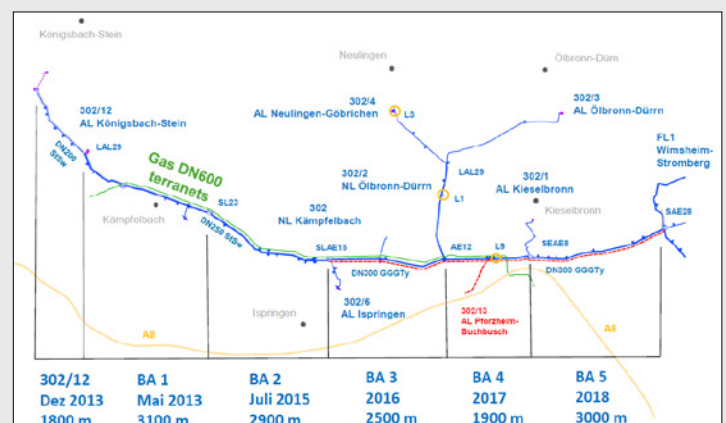 Königsbach-Stein
Neulingen
Ölbronn-Dürn
302/12
AL Königsbach-Stein
302/4
AL Neulingen-Göbrichen
L3
302/3
AL Ölbronn-Dürrn
FL1
Wimsheim-
Stromberg
DN200
StSw
LAL29
Gas DN600
terranets
302/2
NL Ölbronn-Dürrn
LAL29
L1
302/1
AL Kieselbronn
Kämpfelbach
SL23
DN250 StSw
302
NL Kämpfelbach
Kieselbronn
SAE28
SLAE15
AE12
L9
SEAE8
DN300 GGGTy
DN300 GGGTy
Ispringen
302/6
AL Ispringen
302/13
AL Pforzheim-
Buchbusch
A8
A8
302/12
Dez 2013
1800 m
BA 1
Mai 2013
3100 m
BA 2
Juli 2015
2900 m
BA 3
2016
2500 m
BA 4
2017
1900 m
BA 5
2018
3000 m